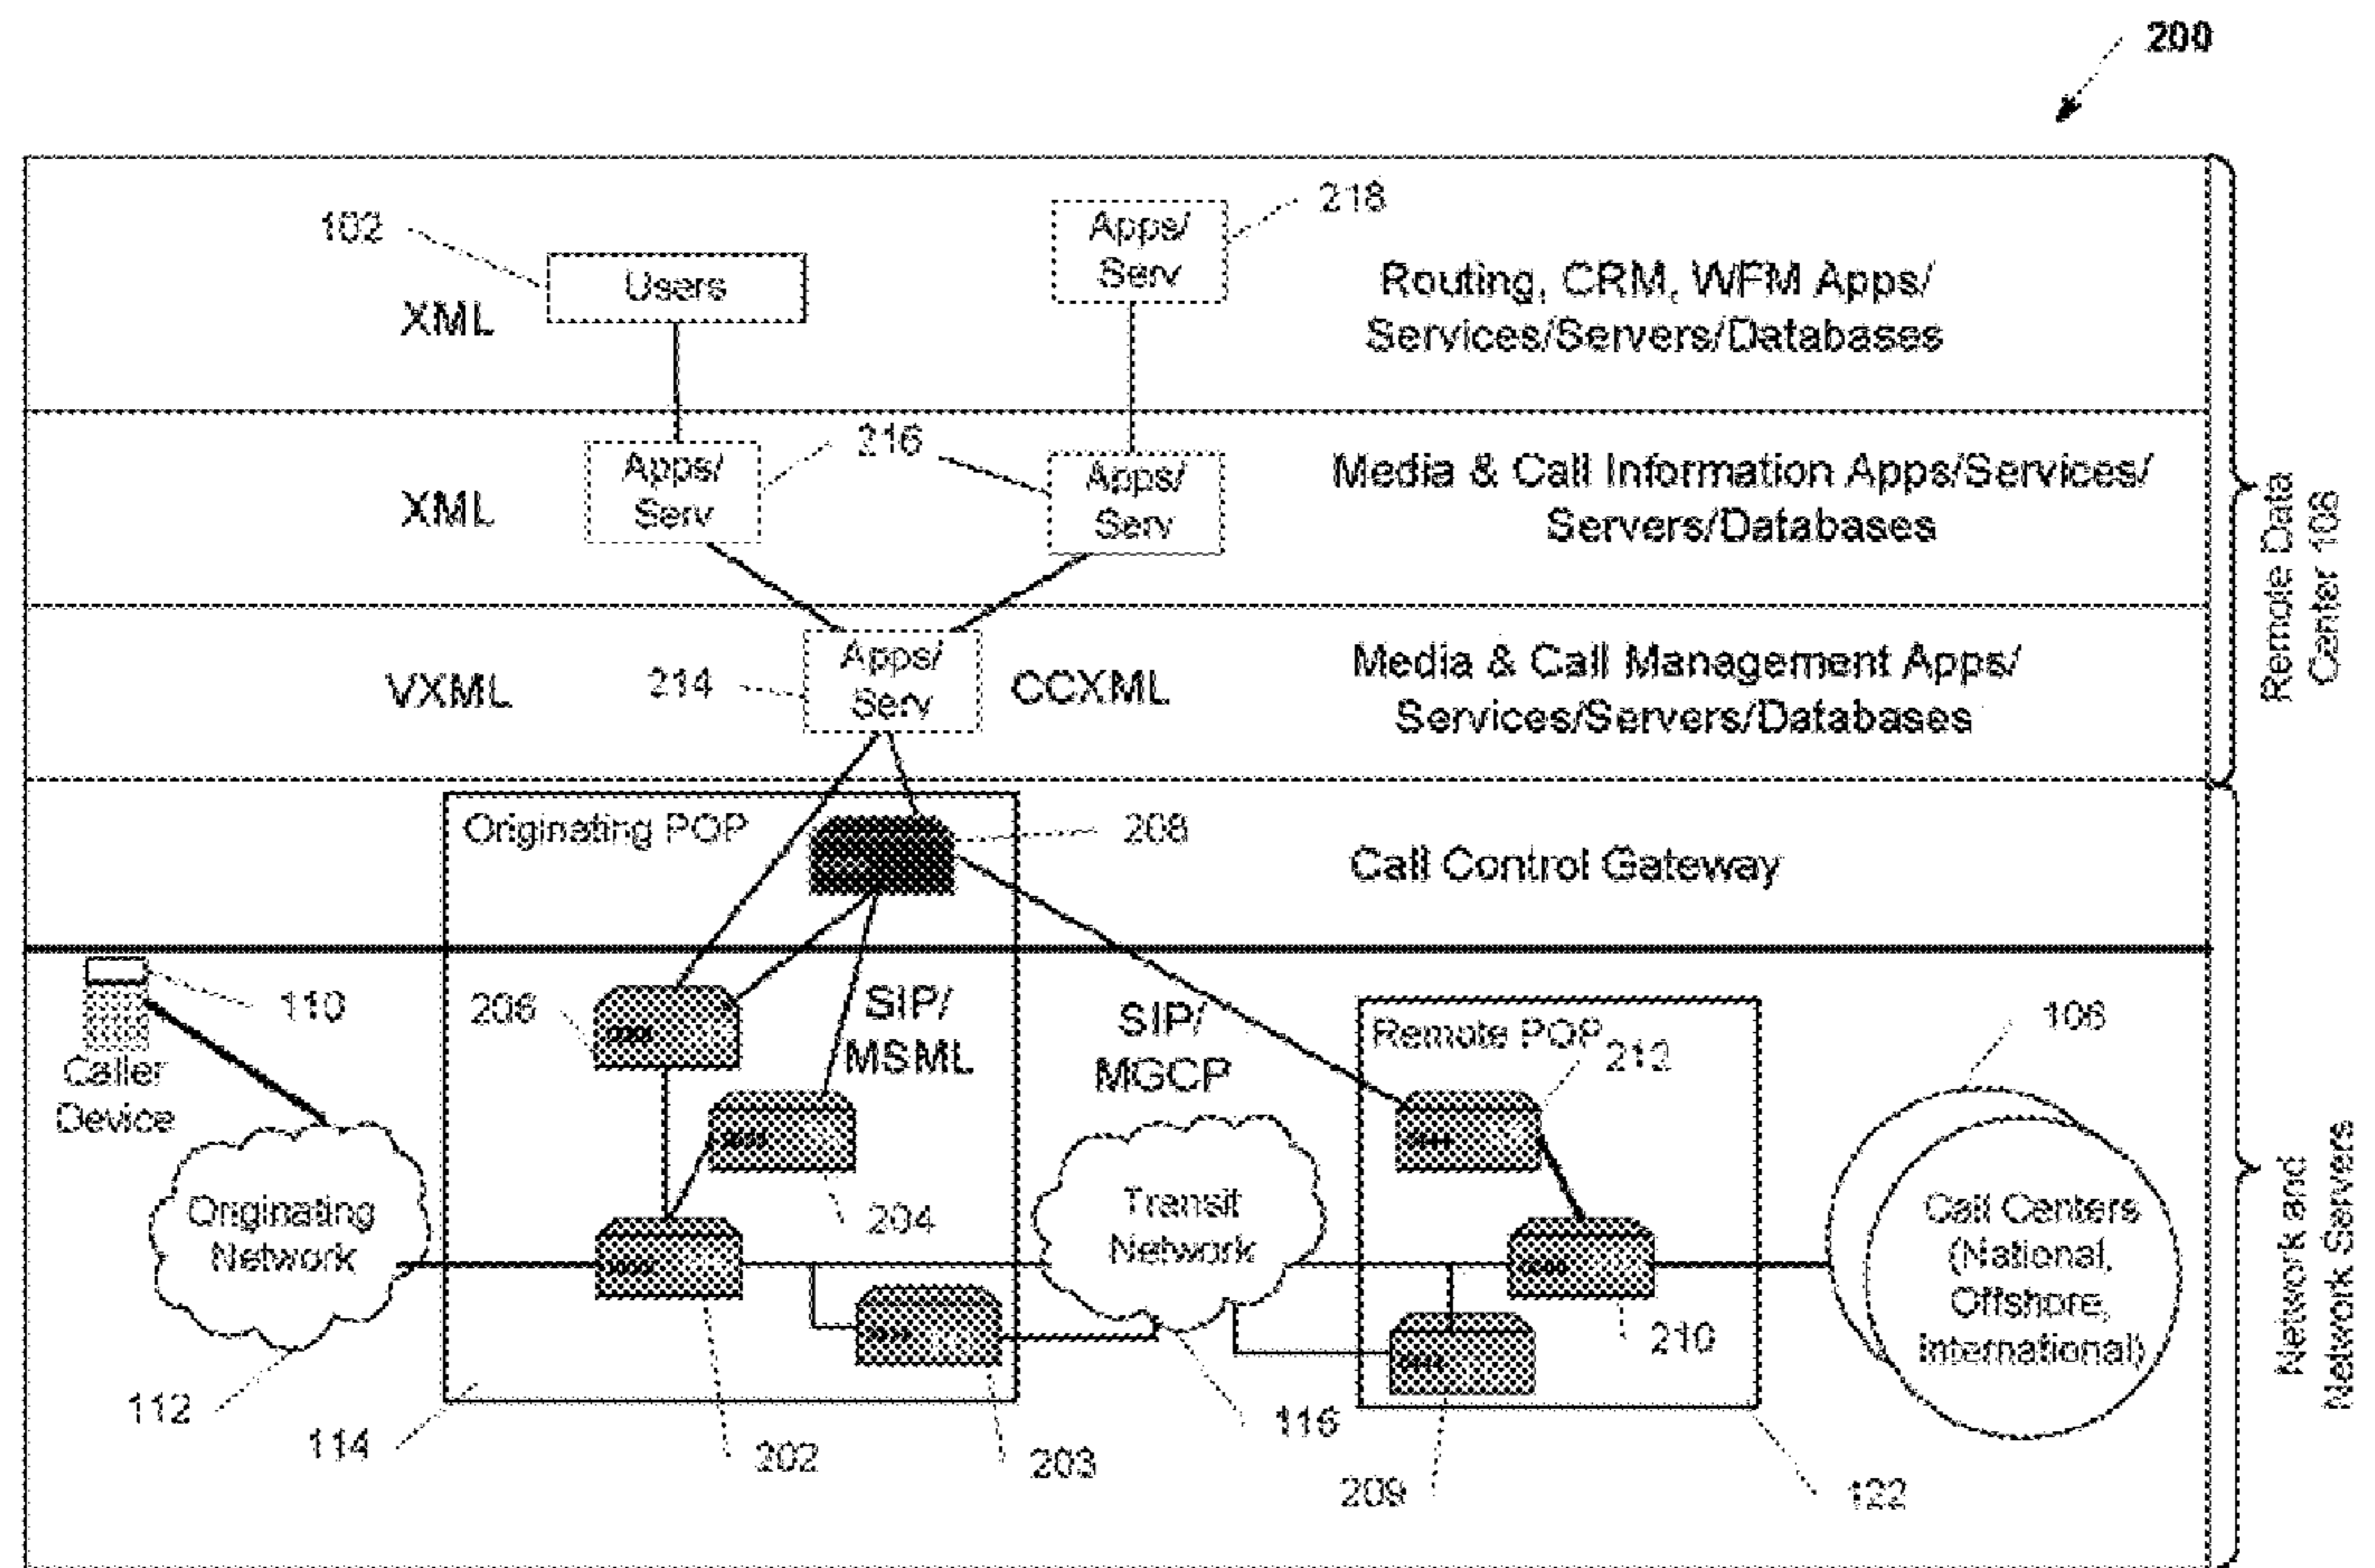 200
102
Users
XML
Apps/
Serv
218
Routing, CRM, WFM Apps/
Services/Servers/Databases
XML
Apps/
Serv
216
Apps/
Serv
Media & Call Information Apps/Services/
Servers/Databases
VXML
214
Apps/
Serv
CCXML
Media & Call Management Apps/
Services/Servers/Databases
Remote Data
Center 108
Originating POP
208
Call Control Gateway
110
Caller
Device
206
SIP/
MSML
SIP/
MGCP
Remote POP
212
106
204
Originating
Network
Transit
Network
Call Centers
(National,
Offshore,
International)
210
112
114
202
203
116
209
122
Network and
Network Servers